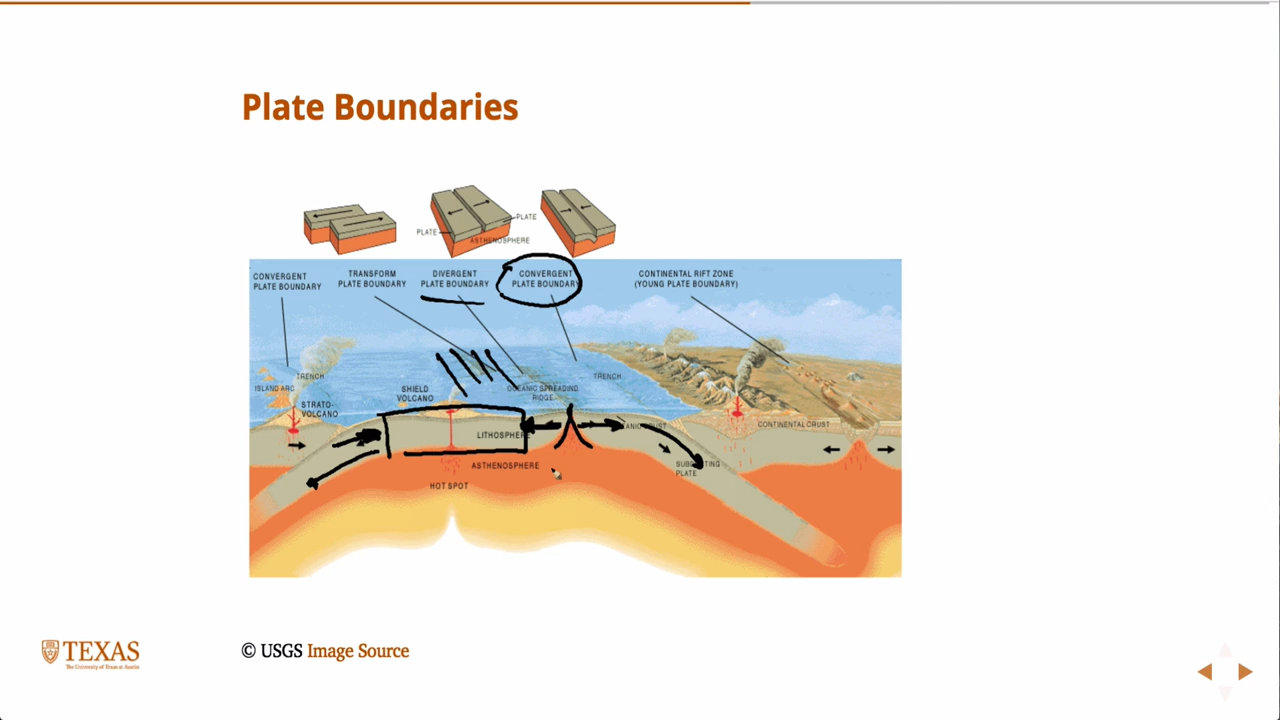 Plate Boundaries
PLATE
PLATE
ASTHENOSPHERE
CONVERGENT
PLATE BOUNDARY
TRANSFORM
PLATE BOUNDARY
DIVERGENT
PLATE BOUNDARY
CONVERGENT
PLATE BOUNDARY
CONTINENTAL RIFT ZONE
(YOUNG PLATE BOUNDARY)
TRENCH
ISLAND ARC
STRATO-
VOLCANO
SHIELD
VOLCANO
OCEANIC SPREADING
RIDGE
TRENCH
LITHOSPHERE
CRUST
CONTINENTAL CRUST
ASTHENOSPHERE
PLATE
HOT SPOT
TEXAS
The University of Texas at Austin
© USGS Image Source